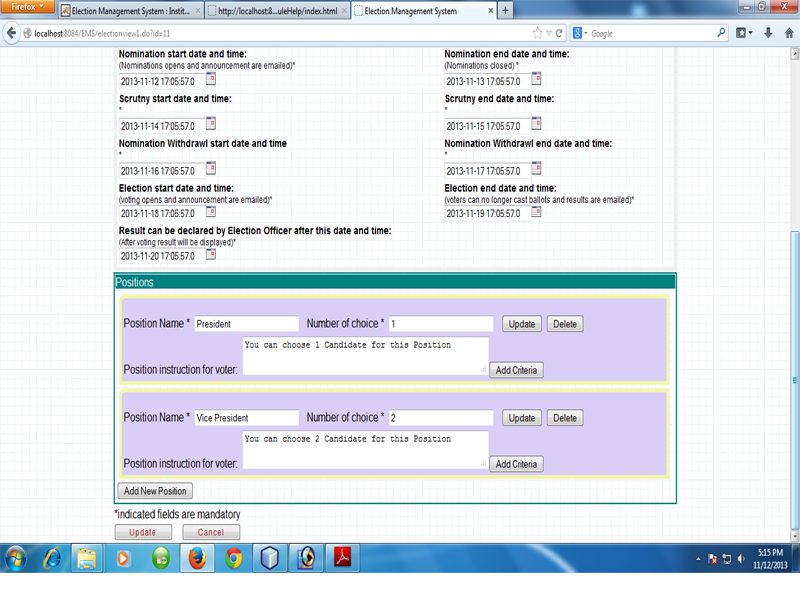 Firefox
Election Management System : Instit...
http://localhost:8...uleHelp/index.html
Election Management System
localhost:8084/EMS/electionview1.do?id=11
Google
Nomination start date and time:
(Nominations opens and announcement are emailed)*
2013-11-12 17:05:57.0
Nomination end date and time:
(Nominations closed) *
2013-11-13 17:05:57.0
Scrutny start date and time:
*
2013-11-14 17:05:57.0
Scrutny end date and time:
*
2013-11-15 17:05:57.0
Nomination Withdrawl start date and time
*
2013-11-16 17:05:57.0
Nomination Withdrawl end date and time:
*
2013-11-17 17:05:57.0
Election start date and time:
(voting opens and announcement are emailed)*
2013-11-18 17:05:57.0
Election end date and time:
(voters can no longer cast ballots and results are emailed)*
2013-11-19 17:05:57.0
Result can be declared by Election Officer after this date and time:
(After voting result will be displayed)*
2013-11-20 17:05:57.0
Positions
Position Name * President Number of choice * 1 Update Delete
You can choose 1 Candidate for this Position
Position instruction for voter: Add Criteria
Position Name * Vice President Number of choice * 2 Update Delete
You can choose 2 Candidate for this Position
Position instruction for voter: Add Criteria
Add New Position
*indicated fields are mandatory
Update Cancel
5:15 PM
11/12/2013